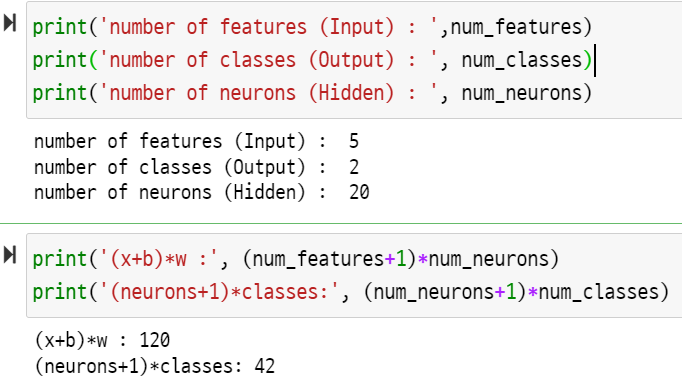 print('number of features (Input) : ',num_features)
print('number of classes (Output) : ', num_classes)
print('number of neurons (Hidden) : ', num_neurons)
number of features (Input) :  5
number of classes (Output) :  2
number of neurons (Hidden) :  20
print('(x+b)*w :', (num_features+1)*num_neurons)
print('(neurons+1)*classes:', (num_neurons+1)*num_classes)
(x+b)*w : 120
(neurons+1)*classes: 42